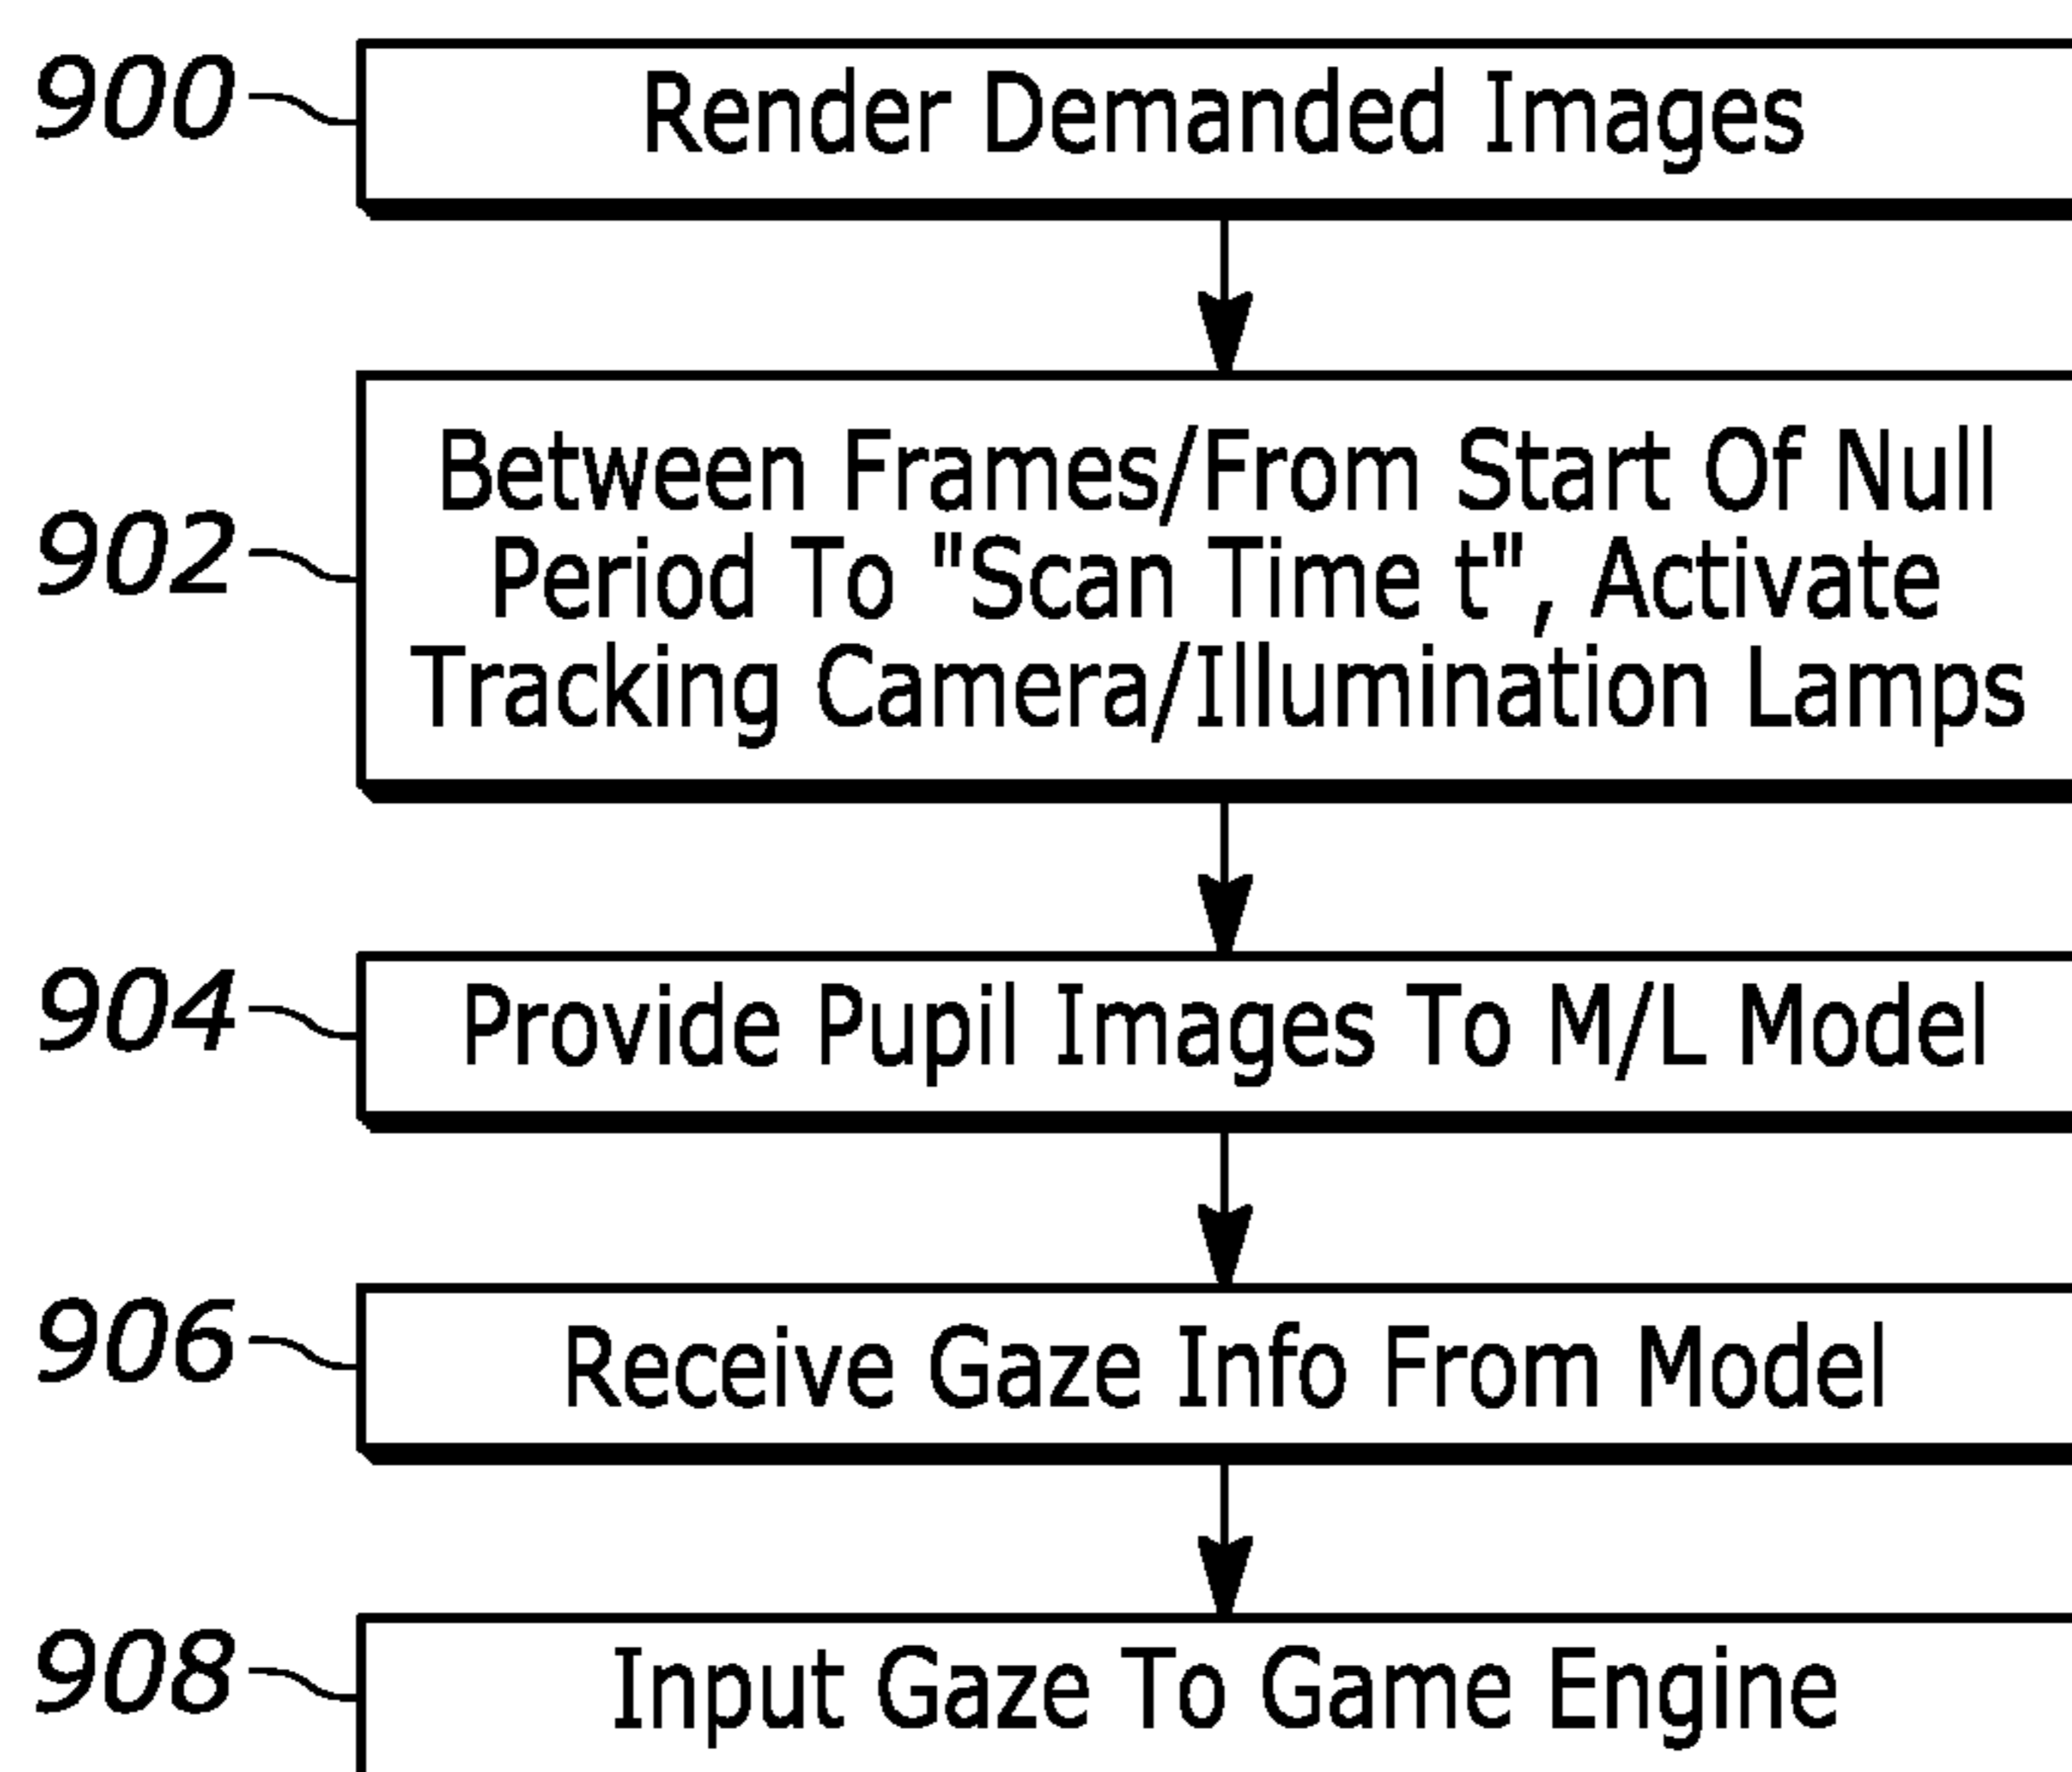 900
Render Demanded Images
Between Frames/From Start Of Null
902
Period To "Scan Time t", Activate
Tracking Camera/Illumination Lamps
904
Provide Pupil Images To M/L Model
906
Receive Gaze Info From Model
908
Input Gaze To Game Engine